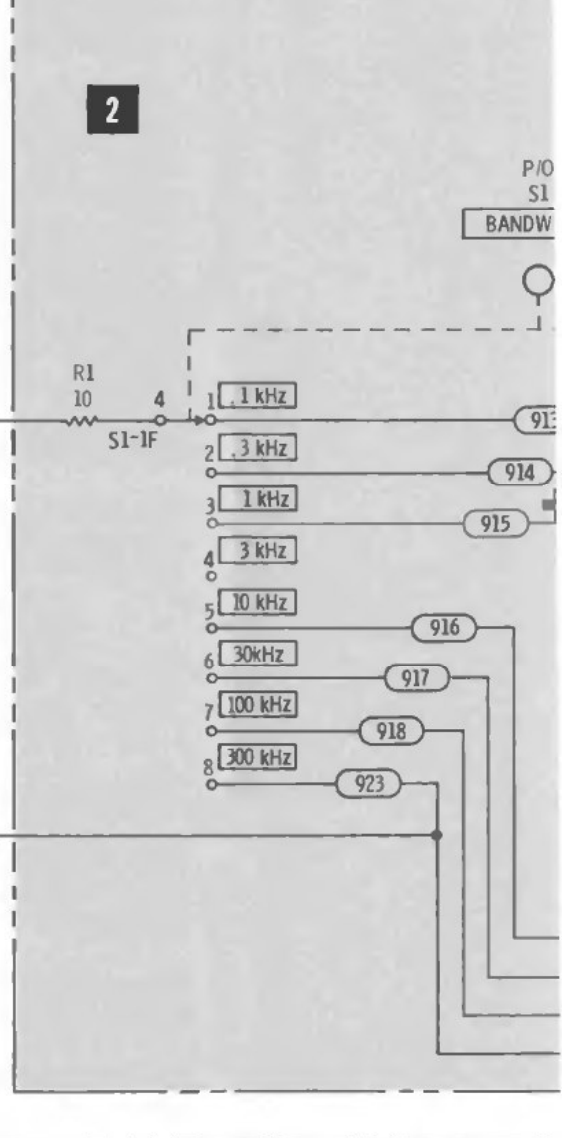 2
P/O
S1
BANDW
R1
10
4
S1-1F
1 .1 kHz
913
2 .3 kHz
914
3 1 kHz
915
4 3 kHz
5 10 kHz
916
6 30kHz
917
7 100 kHz
918
8 300 kHz
923